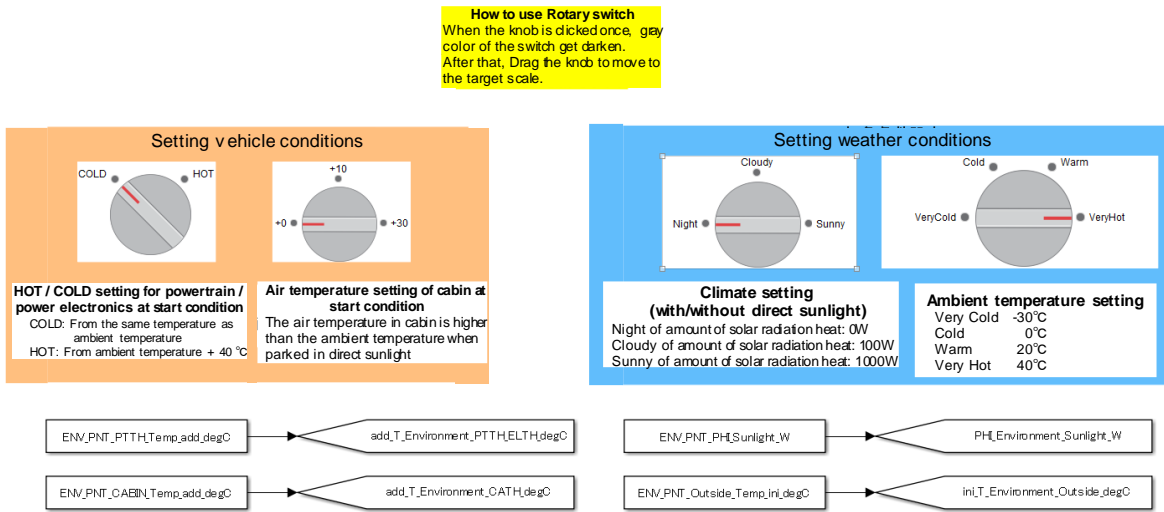 How to use Rotary switch
When the knob is clicked once, gray
color of the switch get darken.
After that, Drag the knob to move to
the target scale.
Setting vehicle conditions
COLD
HOT
+0
+10
+30
HOT / COLD setting for powertrain /
power electronics at start condition
COLD: From the same temperature as
ambient temperature
HOT: From ambient temperature + 40 °C
Air temperature setting of cabin at
start condition
The air temperature in cabin is higher
than the ambient temperature when
parked in direct sunlight
Setting weather conditions
Night
Cloudy
Sunny
VeryCold
Cold
Warm
VeryHot
Climate setting
(with/without direct sunlight)
Night of amount of solar radiation heat: 0W
Cloudy of amount of solar radiation heat: 100W
Sunny of amount of solar radiation heat: 1000W
Ambient temperature setting
Very Cold -30°C
Cold 0°C
Warm 20°C
Very Hot 40°C
ENV_PNT_PTTH_Temp_add_degC
add_T_Environment_PTTH_ELTH_degC
ENV_PNT_PHI_Sunlight_W
PHI_Environment_Sunlight_W
ENV_PNT_CABIN_Temp_add_degC
add_T_Environment_CATH_degC
ENV_PNT_Outside_Temp_ini_degC
ini_T_Environment_Outside_degC